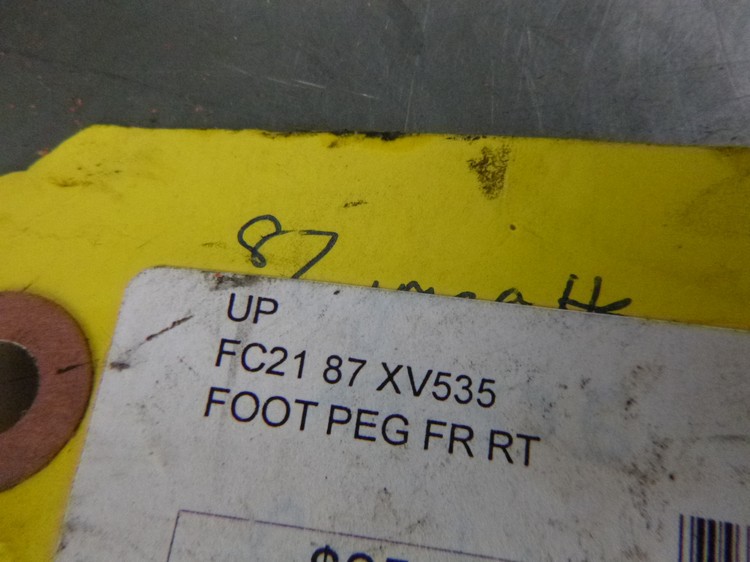 87
UP
FC21 87 XV535
FOOT PEG FR RT